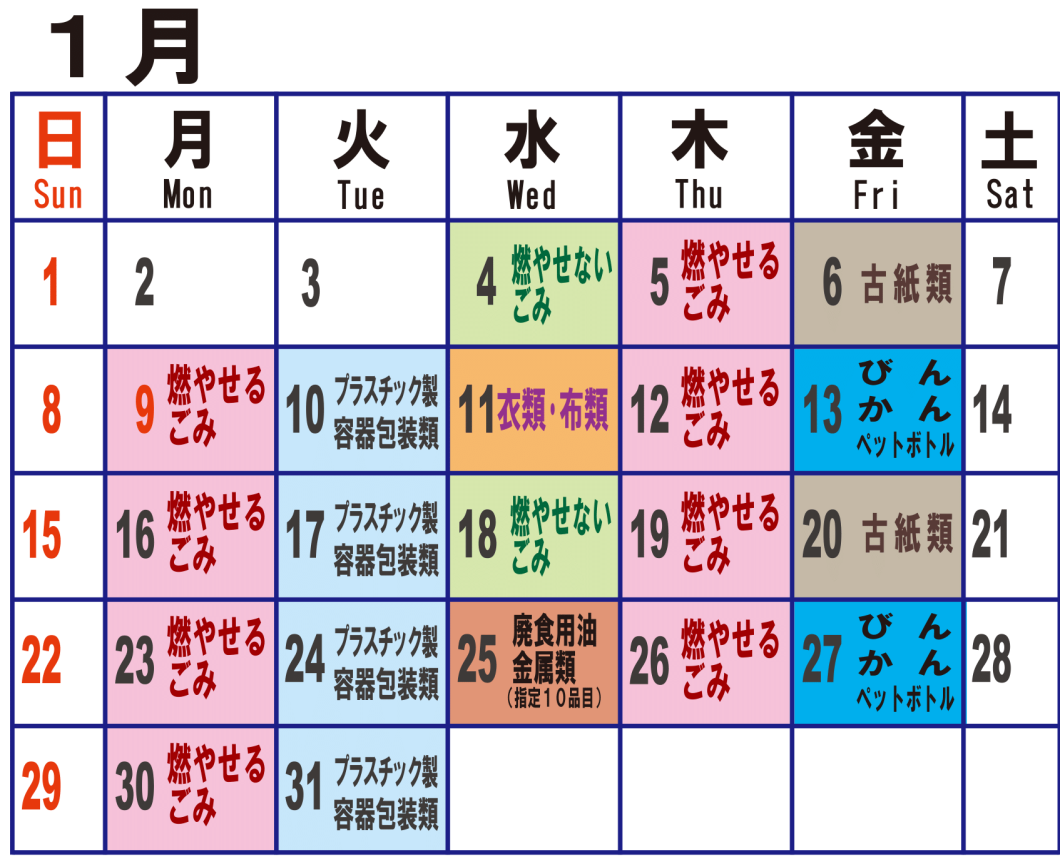 1月
日 月 火 水 木 金 土
Sun Mon Tue Wed Thu Fri Sat
1
2
3
4 燃やせない
ごみ
5 燃やせる
ごみ
6 古紙類
7
8
9 燃やせる
ごみ
10 プラスチック製
容器包装類
11 衣類・布類
12 燃やせる
ごみ
13 びん
かん
ペットボトル
14
15
16 燃やせる
ごみ
17 プラスチック製
容器包装類
18 燃やせない
ごみ
19 燃やせる
ごみ
20 古紙類
21
22
23 燃やせる
ごみ
24 プラスチック製
容器包装類
25 廃食用油
金属類
(指定10品目)
26 燃やせる
ごみ
27 びん
かん
ペットボトル
28
29
30 燃やせる
ごみ
31 プラスチック製
容器包装類